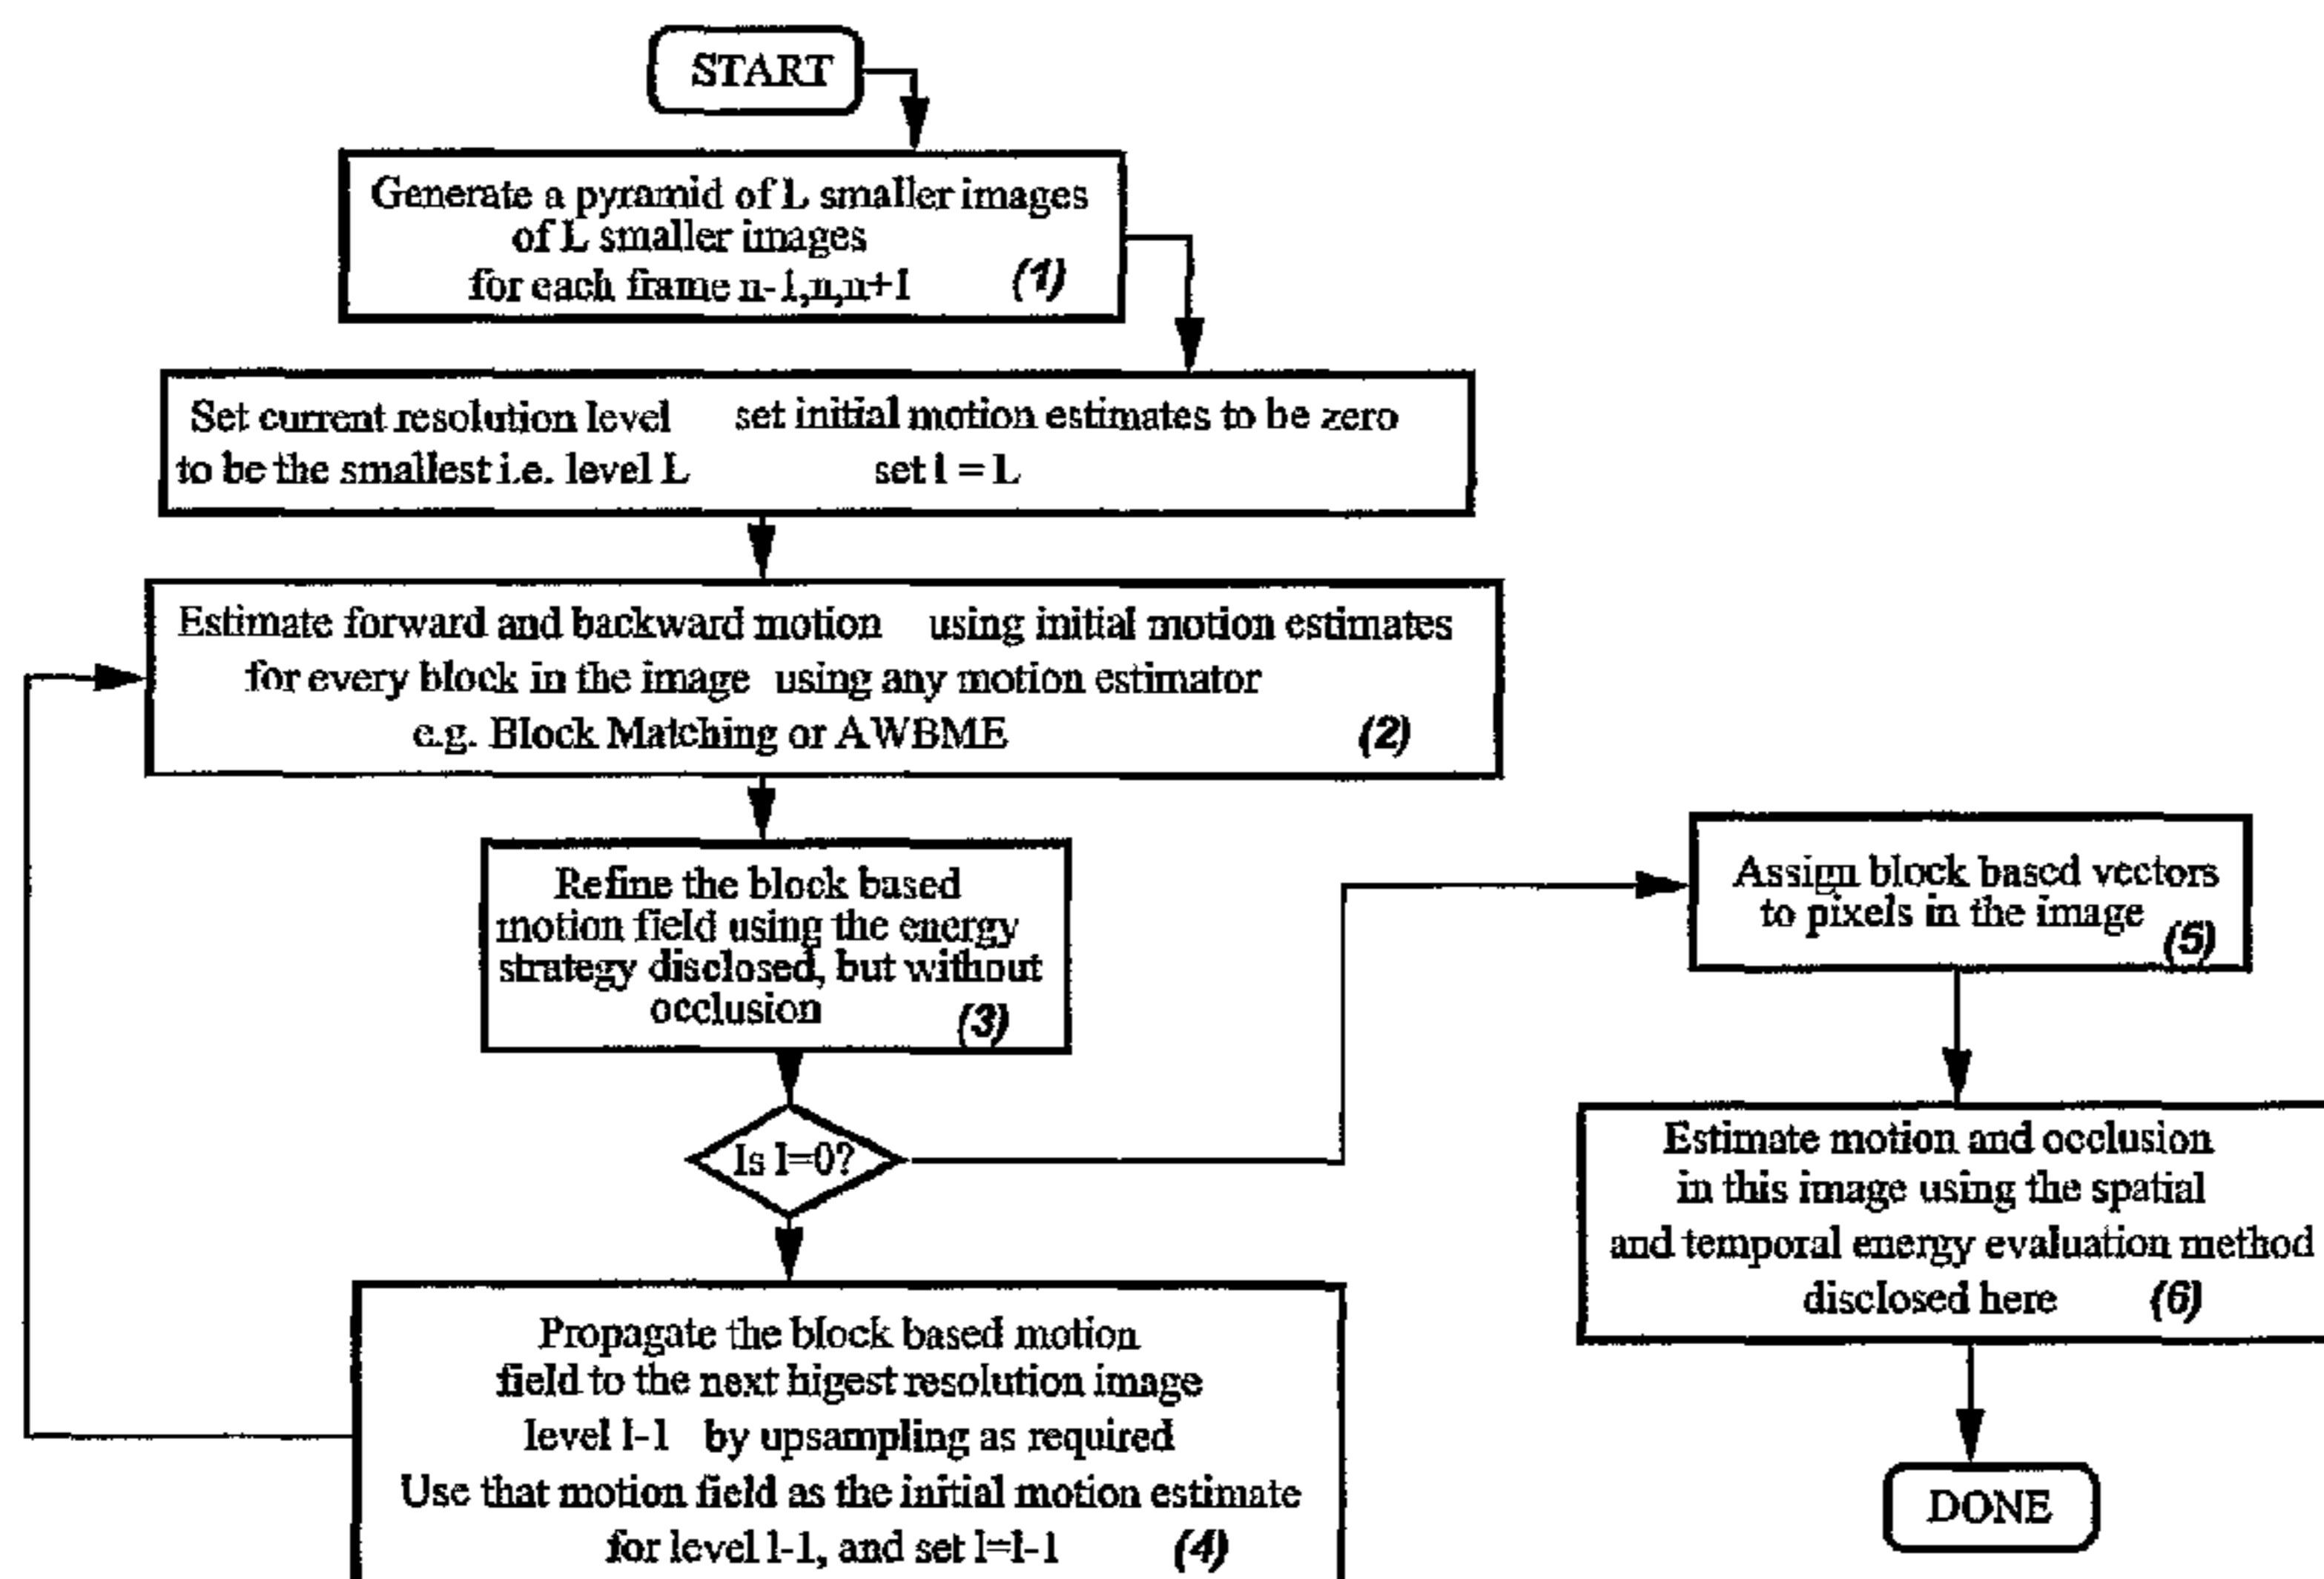 START
Generate a pyramid of L smaller images
of L smaller images
for each frame n-1,n,n+1 (1)
Set current resolution level set initial motion estimates to be zero
to be the smallest i.e. level L set l = L
Estimate forward and backward motion using initial motion estimates
for every block in the image using any motion estimator
e.g. Block Matching or AWBME (2)
Refine the block based
motion field using the energy
strategy disclosed, but without
occlusion (3)
Is l=0?
Propagate the block based motion
field to the next higest resolution image
level l-1 by upsampling as required
Use that motion field as the initial motion estimate
for level l-1, and set l=l-1 (4)
Assign block based vectors
to pixels in the image (5)
Estimate motion and occlusion
in this image using the spatial
and temporal energy evaluation method
disclosed here (6)
DONE